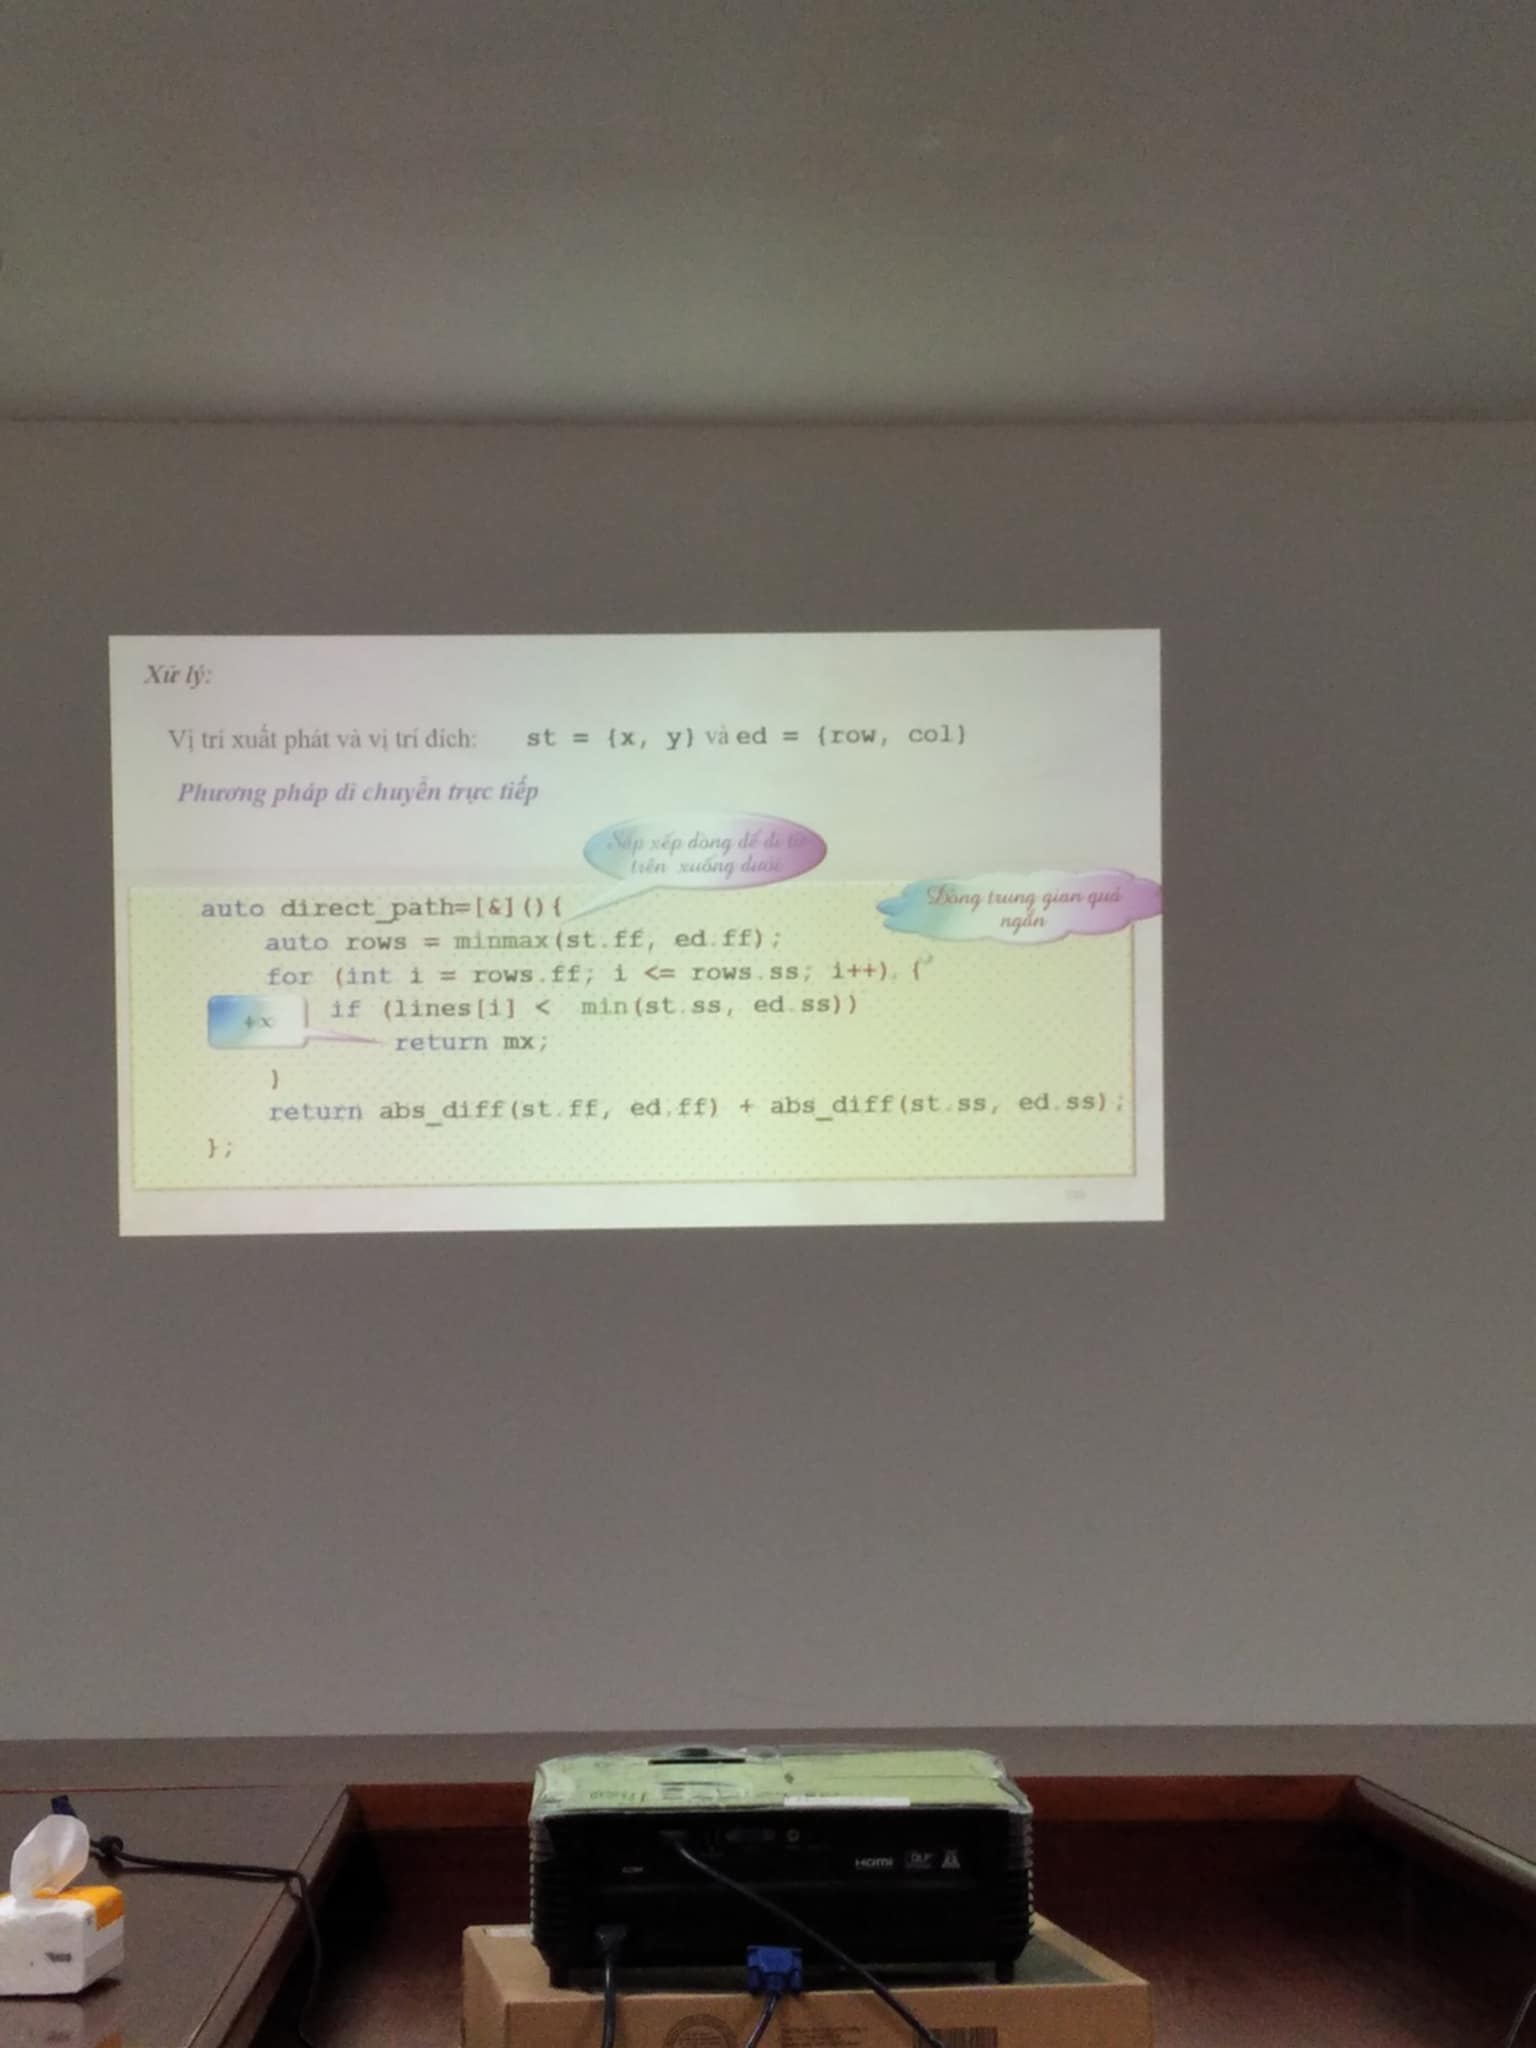 Xử lý:
Vị trí xuất phát và vị trí đích: st = {x, y} và ed = {row, col}
Phương pháp di chuyển trực tiếp
Sắp xếp dòng để đi từ
trên xuống dưới
Dòng trung gian quá
ngắn
auto direct_path=[&](){
auto rows = minmax(st.ff, ed.ff);
for (int i = rows.ff; i <= rows.ss; i++) {
if (lines[i] < min(st.ss, ed.ss))
+∞
return mx;
}
return abs_diff(st.ff, ed.ff) + abs_diff(st.ss, ed.ss);
};
HDMI
DLP